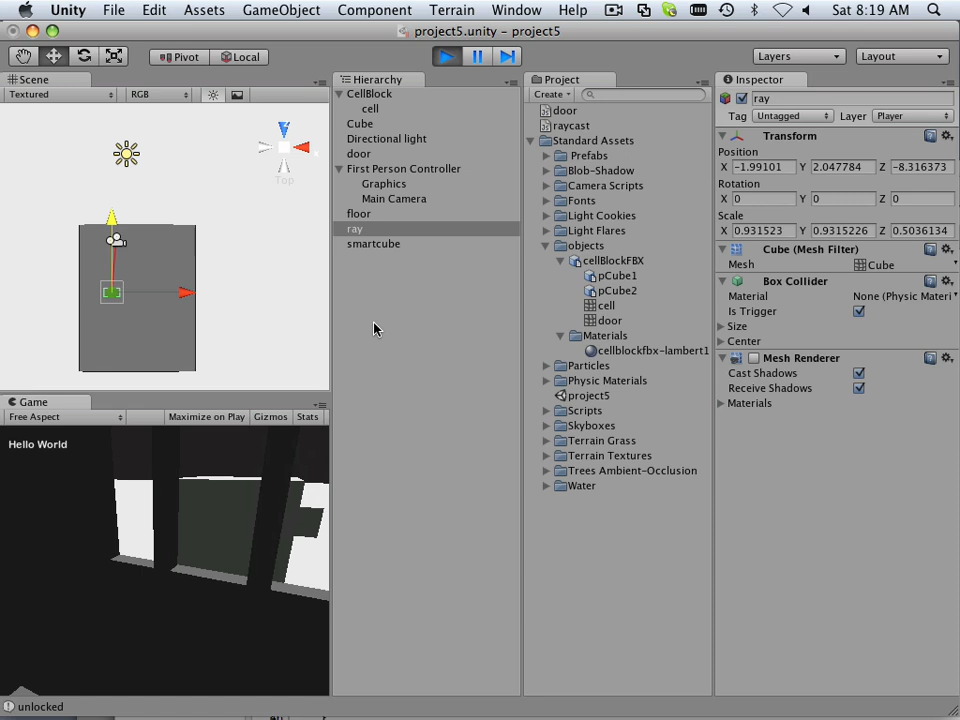 Unity File Edit Assets GameObject Component Terrain Window Help Sat 8:19 AM
project5.unity - project5
Pivot Local Layers Layout
Scene
Textured RGB
Top
Game
Free Aspect Maximize on Play Gizmos Stats
Hello World
Hierarchy
CellBlock
cell
Cube
Directional light
door
First Person Controller
Graphics
Main Camera
floor
ray
smartcube
Project
Create
door
raycast
Standard Assets
Prefabs
Blob-Shadow
Camera Scripts
Fonts
Light Cookies
Light Flares
objects
cellBlockFBX
pCube1
pCube2
cell
door
Materials
cellblockfbx-lambert1
Particles
Physic Materials
project5
Scripts
Skyboxes
Terrain Grass
Terrain Textures
Trees Ambient-Occlusion
Water
Inspector
ray
Tag Untagged Layer Player
Transform
Position
X -1.99101 Y 2.047784 Z -8.316373
Rotation
X 0 Y 0 Z 0
Scale
X 0.931523 Y 0.9315226 Z 0.5036134
Cube (Mesh Filter)
Mesh Cube
Box Collider
Material None (Physic Materi
Is Trigger
Size
Center
Mesh Renderer
Cast Shadows
Receive Shadows
Materials
unlocked